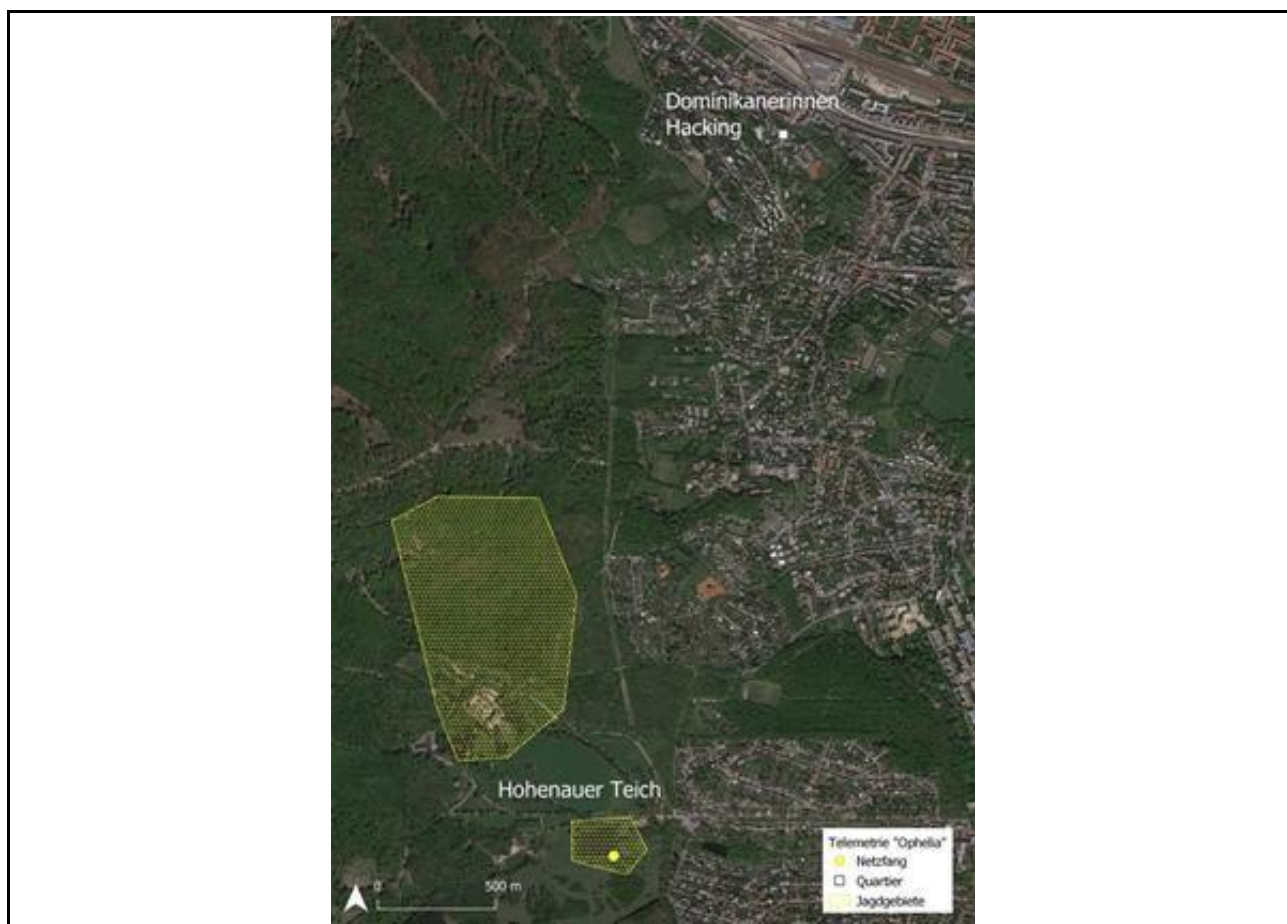 Dominikanerinnen
Hacking
Hohenauer Teich
Telemetrie "Ophelia"
Netzfang
Quartier
Jagdgebiete
0 500 m